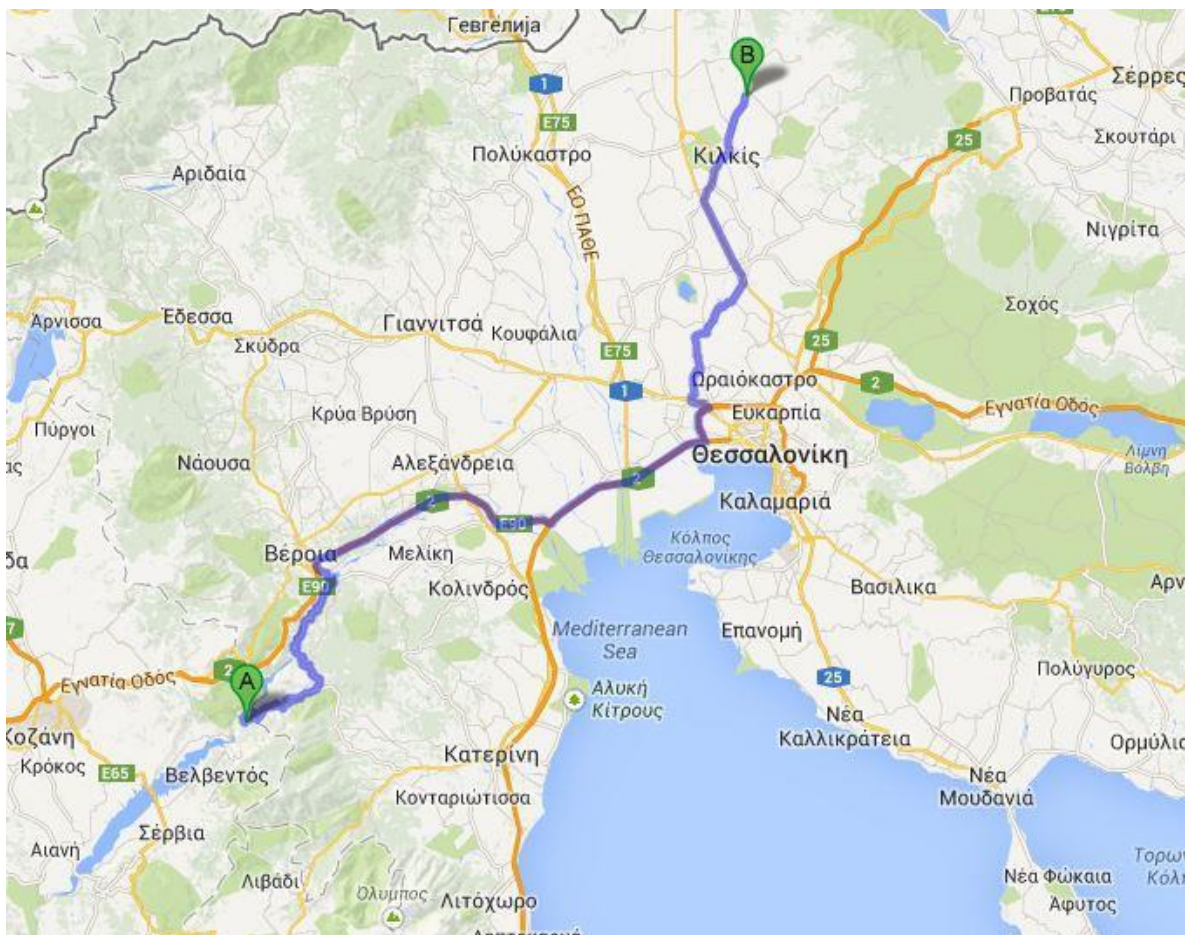 Гевгелија
B
Σέρρες
Προβατάς
1
E75
Σκουτάρι
25
Πολύκαστρο
Κιλκίς
Αριδαία
ΕΟ ΠΑΘΕ
Νιγρίτα
Σοχός
Άρνισσα
Έδεσσα
Γιαννιτσά
Κουφάλια
Σκύδρα
E75
25
1
Ωραιόκαστρο
2
Εγνατία Οδός
Κρύα Βρύση
Ευκαρπία
Πύργοι
Νάουσα
Αλεξάνδρεια
Θεσσαλονίκη
Λίμνη
Βόλβη
2
2
Καλαμαριά
E90
Κόλπος
Θεσσαλονίκης
Βέροια
Μελίκη
E90
Κολινδρός
Βασιλικα
Αρν
Mediterranean
Sea
Επανομή
7
Εγνατία Οδός
2
A
25
Πολύγυρος
Αλυκή
Κίτρους
Κοζάνη
Νέα
Καλλικράτεια
Ορμύλια
Κρόκος
E65
Βελβεντός
Κατερίνη
Νέα
Μουδανιά
Κονταριώτισσα
Σέρβια
Αιανή
Λιβάδι
Όλυμπος
Λιτόχωρο
Νέα Φώκαια
Άφυτος